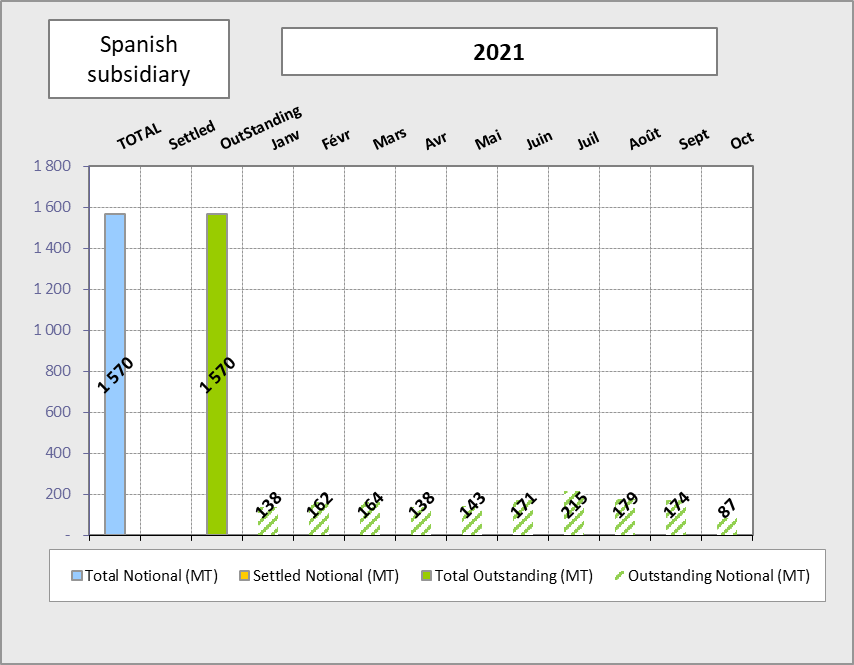 Spanish
subsidiary
2021
TOTAL
Settled
OutStanding
Janv
Févr
Mars
Avr
Mai
Juin
Juil
Août
Sept
Oct
1 800
1 600
1 400
1 200
1 000
800
600
400
200
-
1 570
1 570
138
162
164
138
143
171
215
179
174
87
Total Notional (MT)
Settled Notional (MT)
Total Outstanding (MT)
Outstanding Notional (MT)